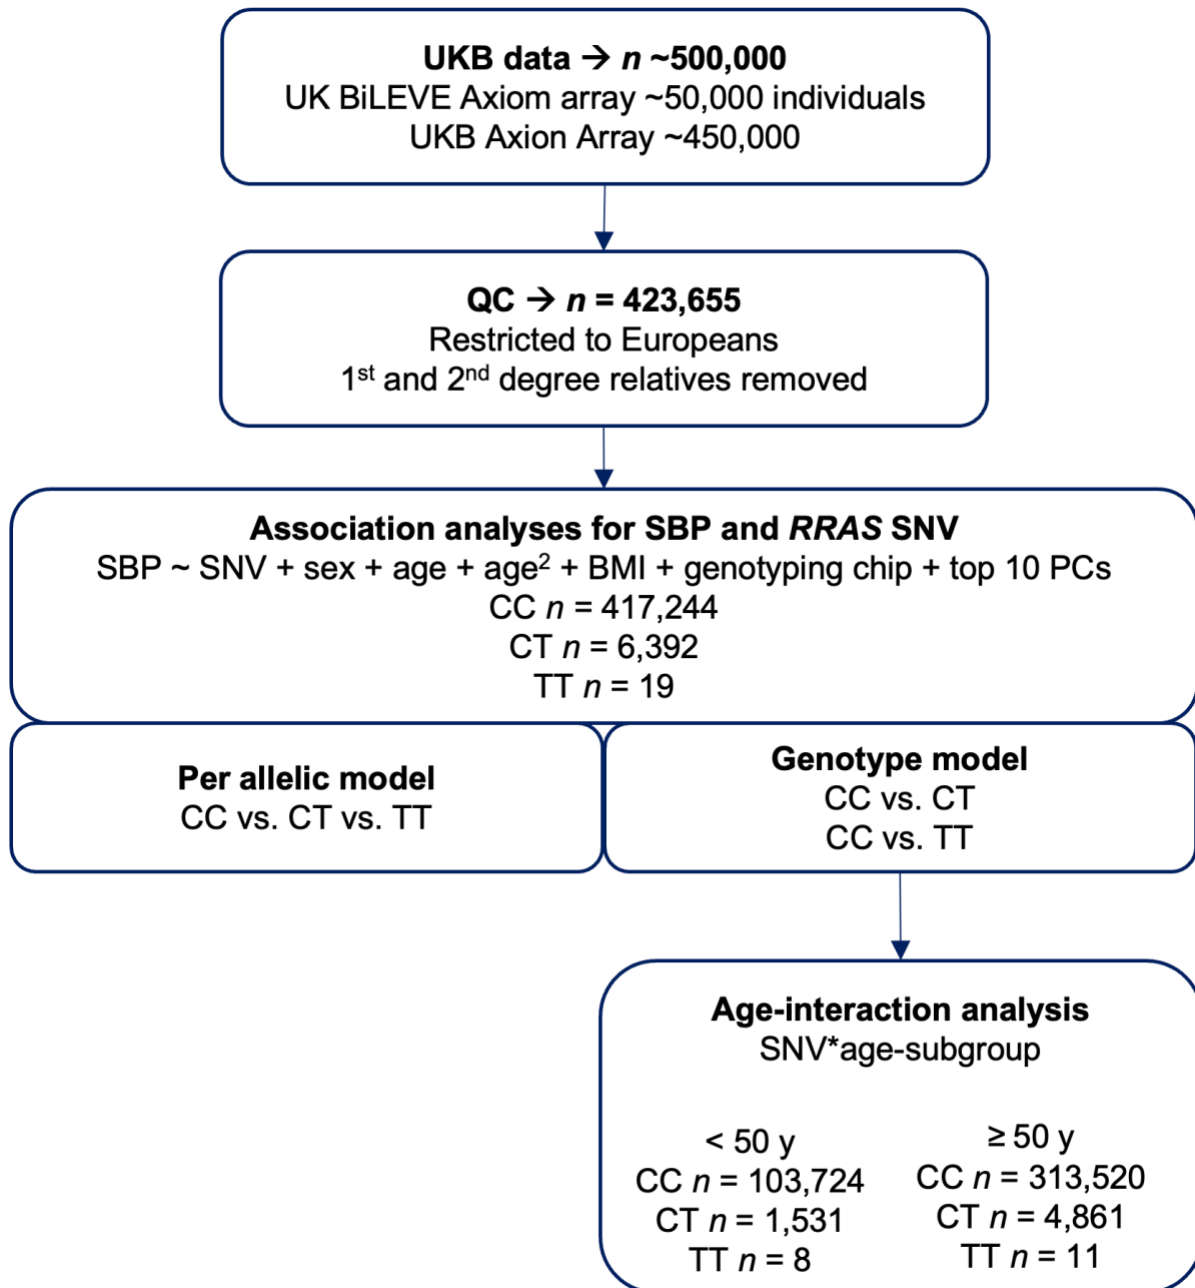 UKB data → n ~500,000
UK BiLEVE Axiom array ~50,000 individuals
UKB Axion Array ~450,000
QC → n = 423,655
Restricted to Europeans
1st and 2nd degree relatives removed
Association analyses for SBP and RRAS SNV
SBP ~ SNV + sex + age + age² + BMI + genotyping chip + top 10 PCs
CC n = 417,244
CT n = 6,392
TT n = 19
Per allelic model
CC vs. CT vs. TT
Genotype model
CC vs. CT
CC vs. TT
Age-interaction analysis
SNV*age-subgroup
< 50 y
CC n = 103,724
CT n = 1,531
TT n = 8
≥ 50 y
CC n = 313,520
CT n = 4,861
TT n = 11